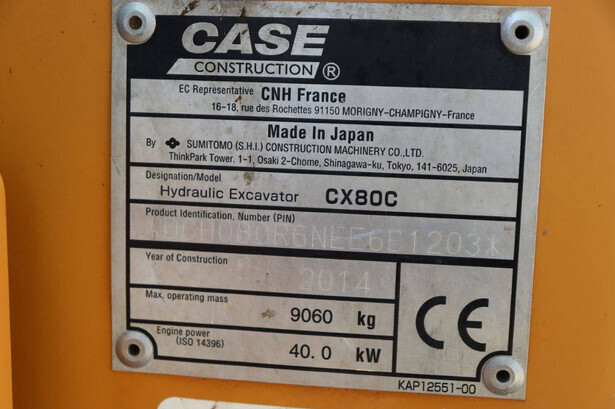 CASE
CONSTRUCTION ®
EC Representative CNH France
16-18, rue des Rochettes 91150 MORIGNY-CHAMPIGNY-France
Made In Japan
By SUMITOMO (S.H.I.) CONSTRUCTION MACHINERY CO.,LTD.
ThinkPark Tower. 1-1, Osaki 2-Chome, Shinagawa-ku, Tokyo, 141-6025, Japan
Designation/Model
Hydraulic Excavator CX80C
Product Identification, Number (PIN)
Year of Construction
2014
Max, operating mass
9060 kg
Engine power
(ISO 14396)
40.0 kW
CE
KAP12551-00